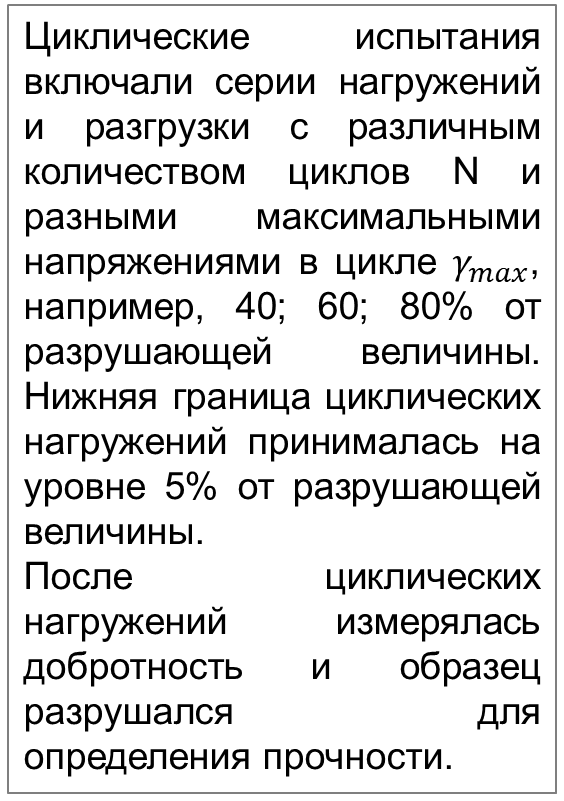 Циклические испытания
включали серии нагружений
и разгрузки с различным
количеством циклов N и
разными максимальными
напряжениями в цикле γₘₐₓ,
например, 40; 60; 80% от
разрушающей величины.
Нижняя граница циклических
нагружений принималась на
уровне 5% от разрушающей
величины.
После циклических
нагружений измерялась
добротность и образец
разрушался для
определения прочности.